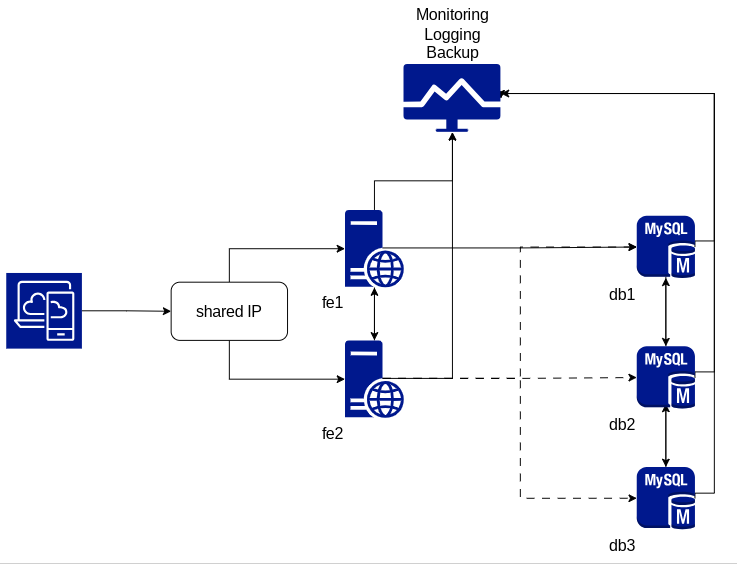 Monitoring
Logging
Backup
MySQL
M
fe1
db1
shared IP
MySQL
M
fe2
db2
MySQL
M
db3